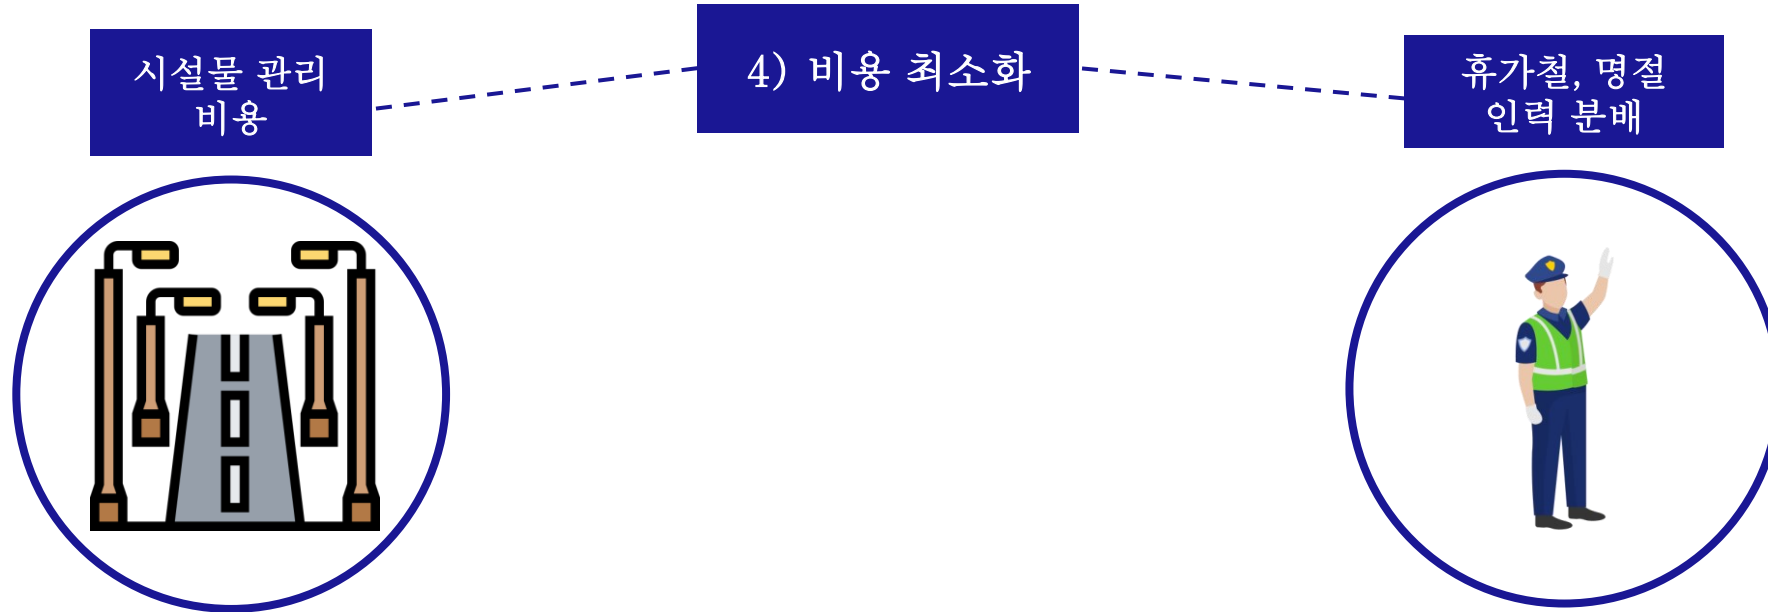 시설물 관리
비용
4) 비용 최소화
휴가철, 명절
인력 분배